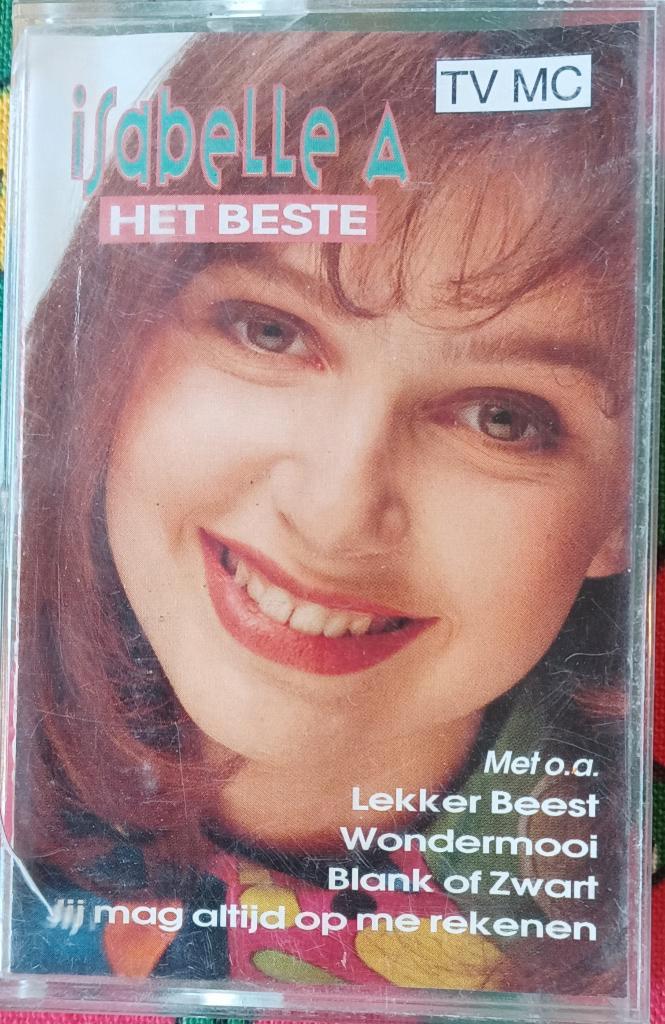 TV MC
isabelle A
HET BESTE
Met o.a.
Lekker Beest
Wondermooi
Blank of Zwart
Jij mag altijd op me rekenen